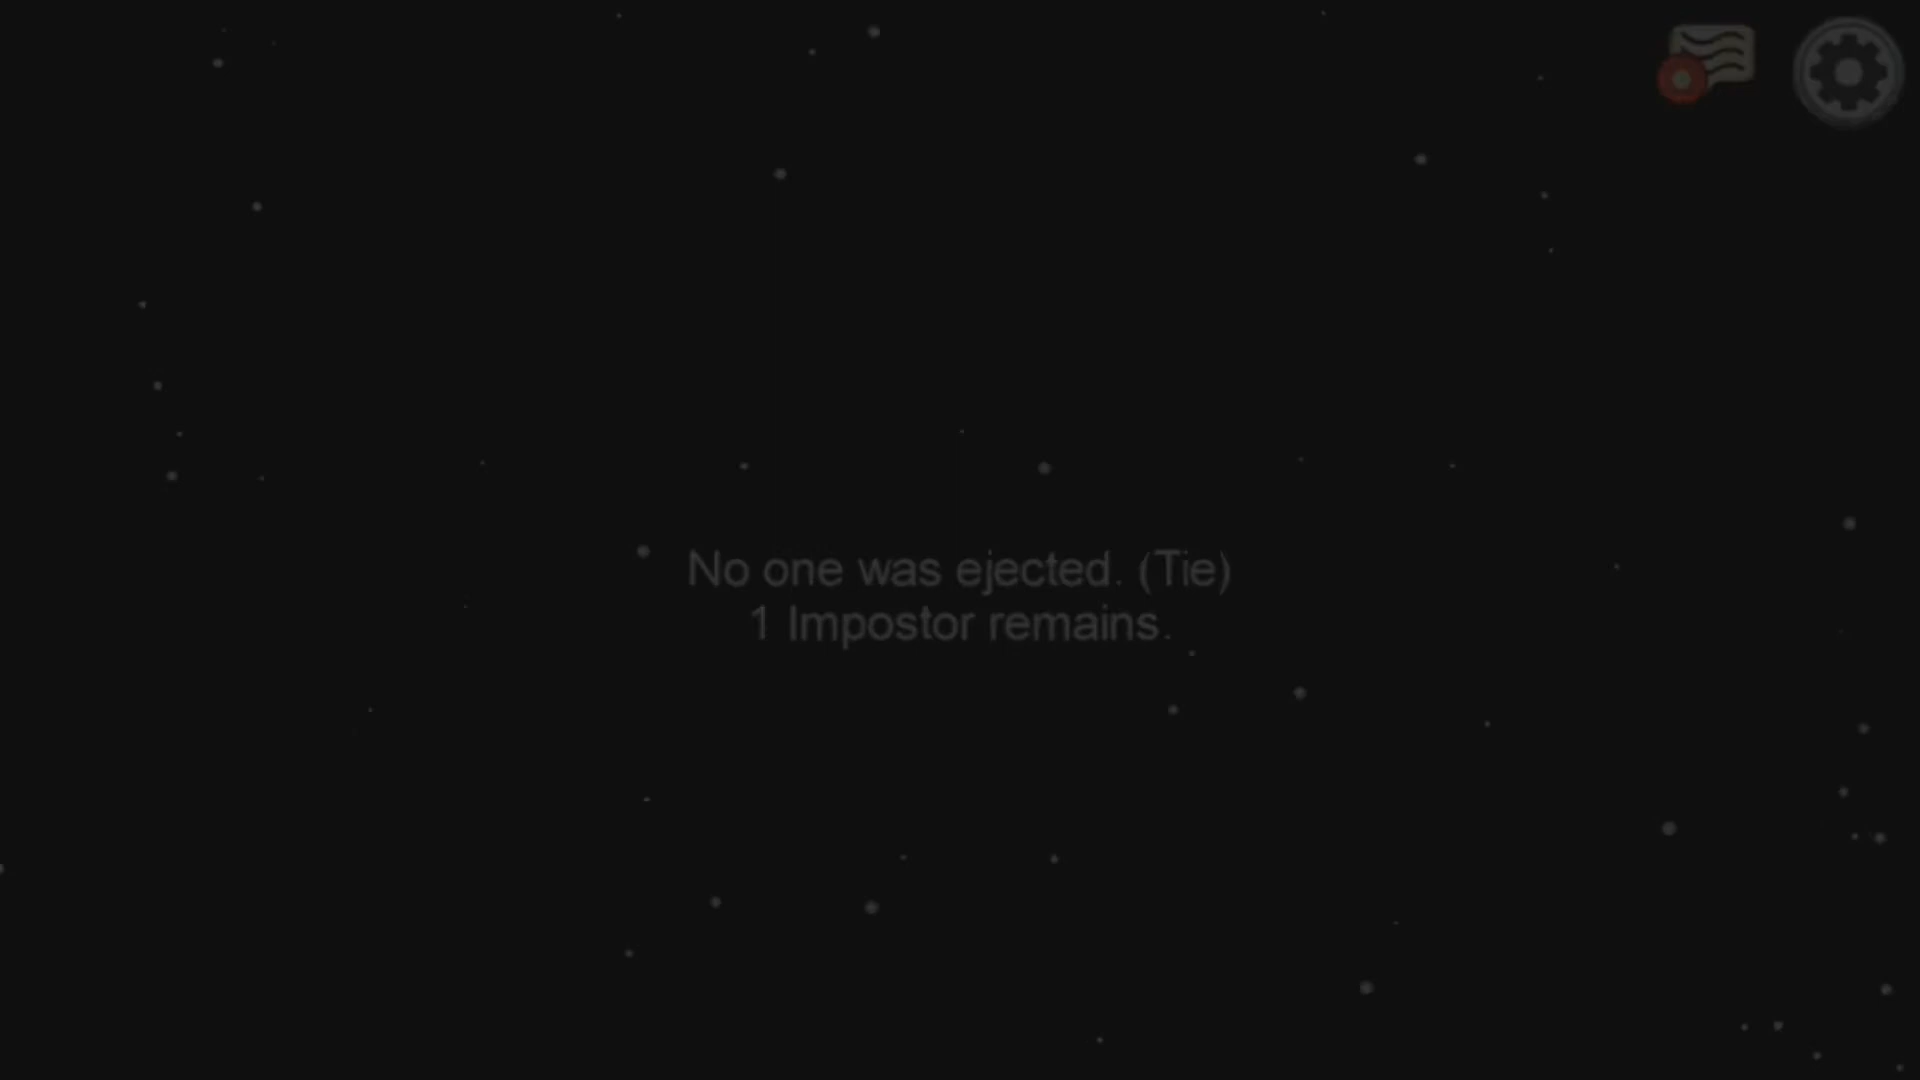 No one was ejected. (Tie)
1 Impostor remains.